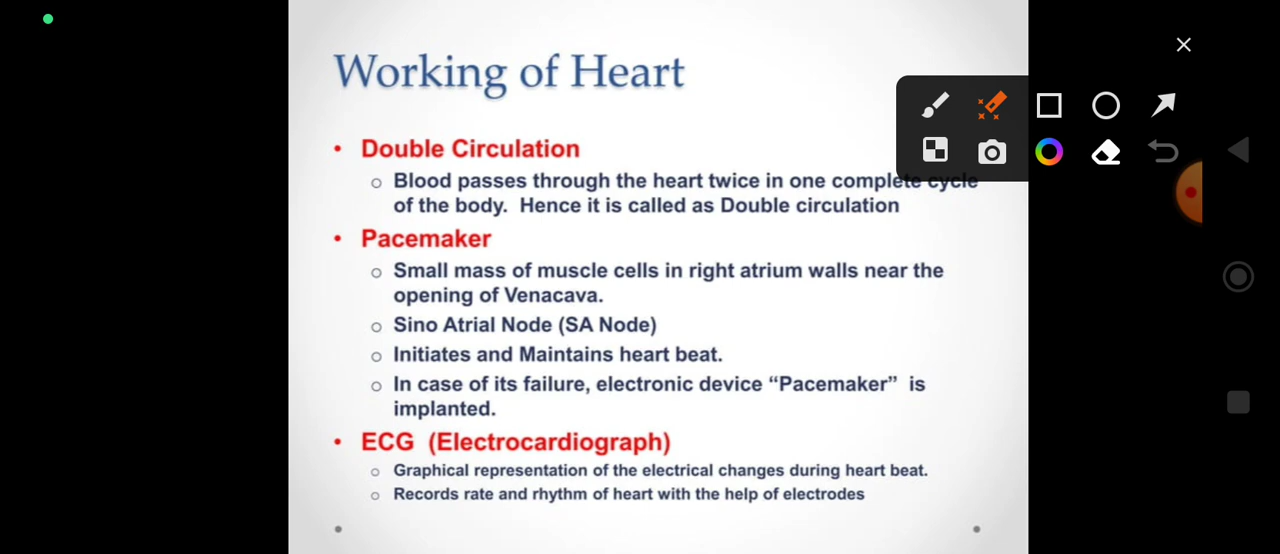 Working of Heart
• Double Circulation
o Blood passes through the heart twice in one complete cycle
of the body. Hence it is called as Double circulation
• Pacemaker
o Small mass of muscle cells in right atrium walls near the
opening of Venacava.
o Sino Atrial Node (SA Node)
o Initiates and Maintains heart beat.
o In case of its failure, electronic device “Pacemaker” is
implanted.
• ECG (Electrocardiograph)
o Graphical representation of the electrical changes during heart beat.
o Records rate and rhythm of heart with the help of electrodes